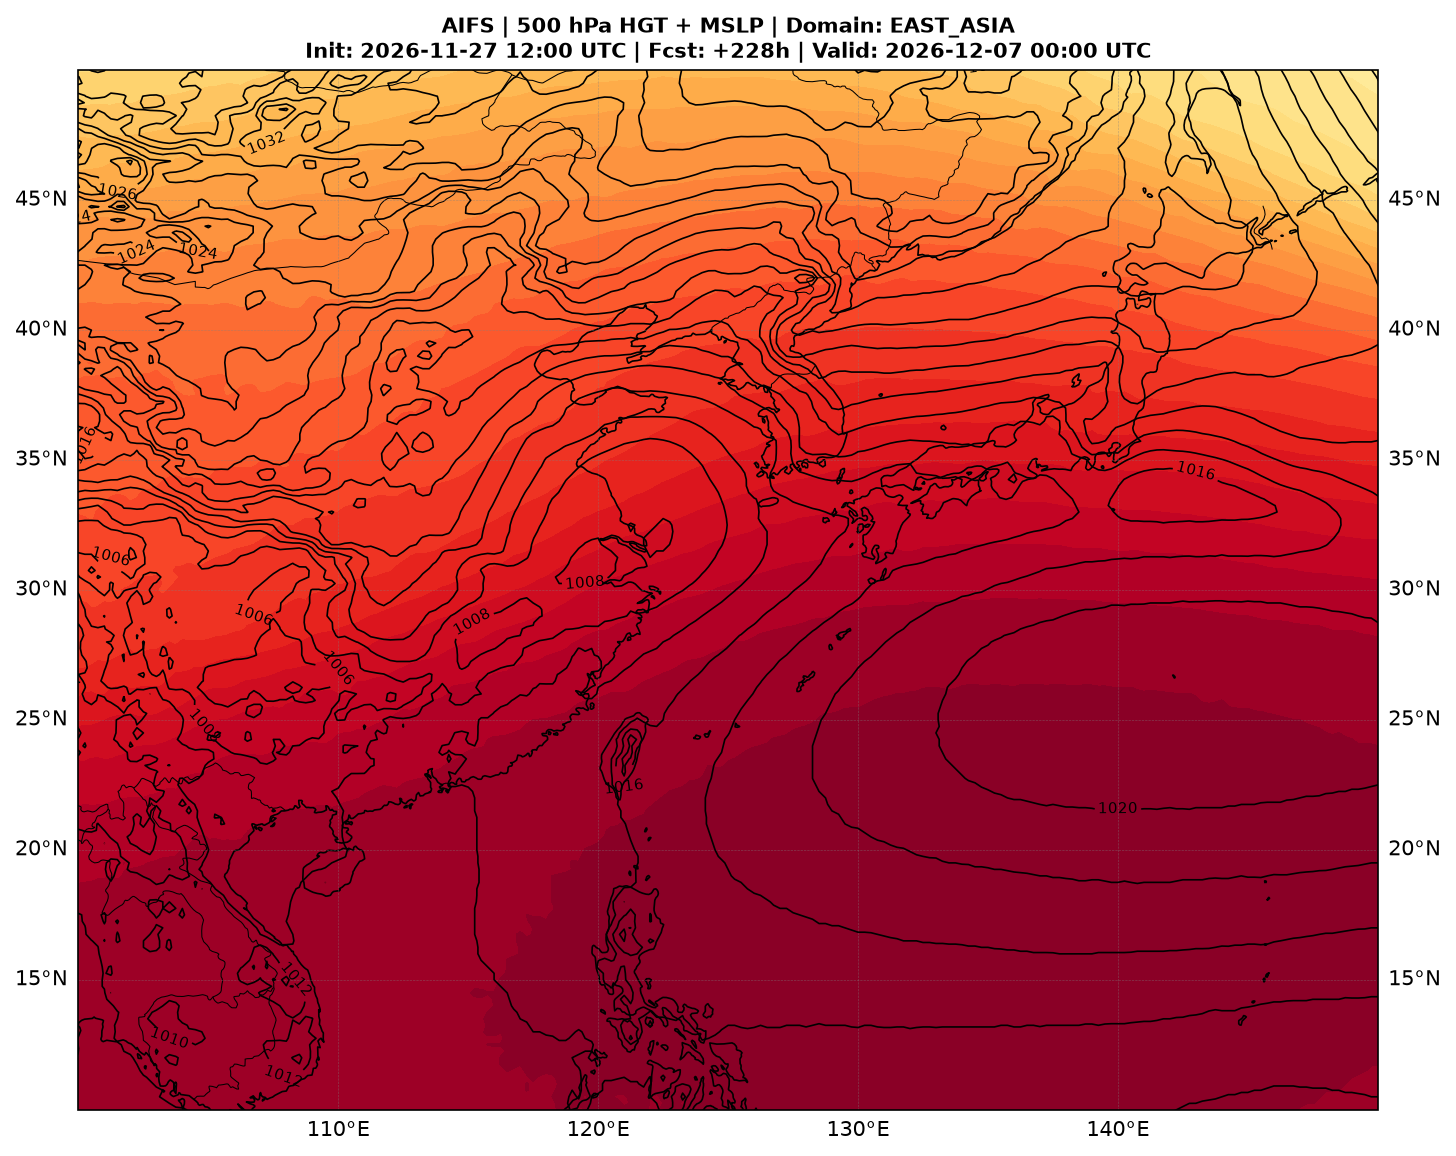 AIFS | 500 hPa HGT + MSLP | Domain: EAST_ASIA
Init: 2026-11-27 12:00 UTC | Fcst: +228h | Valid: 2026-12-07 00:00 UTC
1032
1026
45°N
45°N
4
1024
1024
40°N
40°N
1016
35°N
35°N
1016
1006
1008
30°N
30°N
1006
1008
1006
25°N
25°N
1016
1020
20°N
20°N
15°N
15°N
1012
1010
110°E
120°E
130°E
140°E